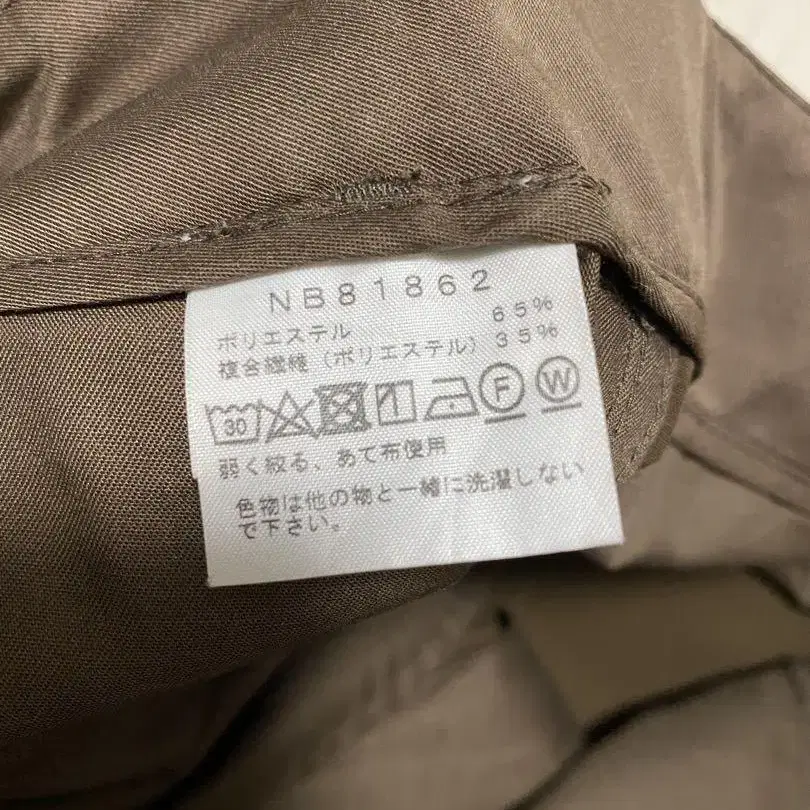 NB81862
ポリエステル 65%
複合繊維(ポリエステル)35%
30 F W
弱く絞る、あて布使用
色物は他の物と一緒に洗濯しない
で下さい。